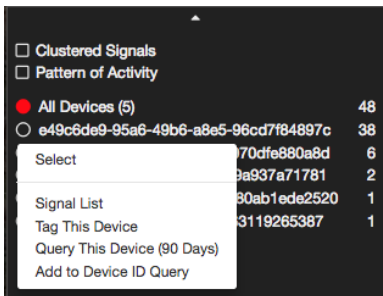 Clustered Signals
Pattern of Activity
All Devices (5) 48
e49c6de9-95a6-49b6-a8e5-96cd7f84897c 38
Select
070dfe880a8d 6
9a937a71781 2
Signal List
80ab1ede2520 1
Tag This Device
3119265387 1
Query This Device (90 Days)
Add to Device ID Query